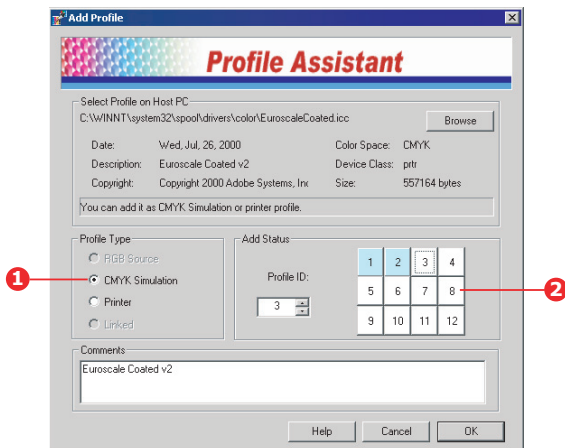 Add Profile
Profile Assistant
Select Profile on Host PC
C:\WINNT\system32\spool\drivers\color\EuroscaleCoated.icc
Browse
Date: Wed, Jul, 26, 2000 Color Space: CMYK
Description: Euroscale Coated v2 Device Class: prtr
Copyright: Copyright 2000 Adobe Systems, Inc Size: 557164 bytes
You can add it as CMYK Simulation or printer profile.
Profile Type
RGB Source
CMYK Simulation
Printer
Linked
1
Add Status
Profile ID:
3
1 2 3 4
5 6 7 8
9 10 11 12
2
Comments
Euroscale Coated v2
Help Cancel OK